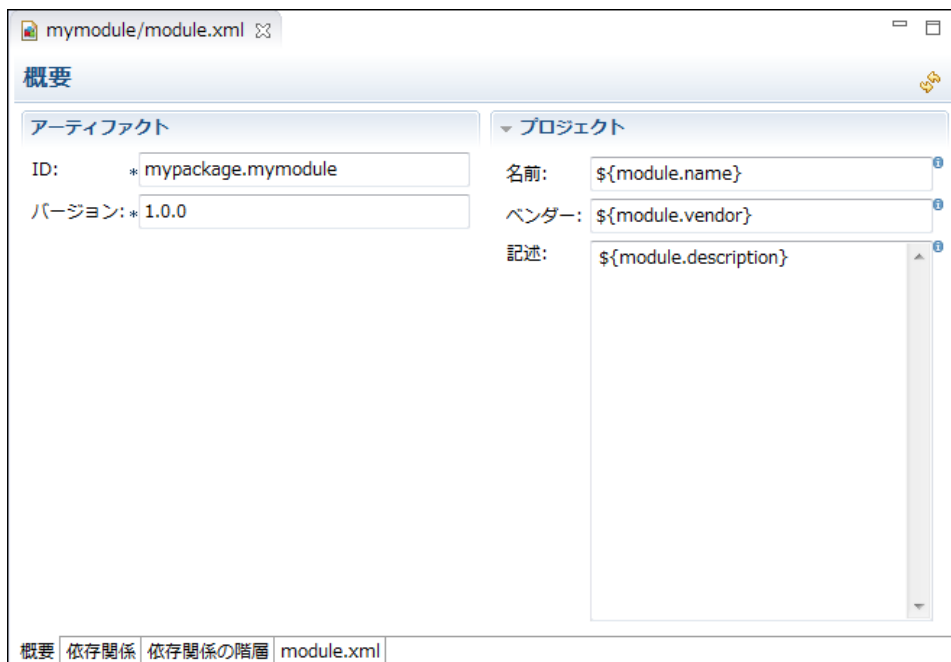 mymodule/module.xml
概要
アーティファクト
ID: * mypackage.mymodule
バージョン: * 1.0.0
プロジェクト
名前: ${module.name}
ベンダー: ${module.vendor}
記述: ${module.description}
概要 依存関係 依存関係の階層 module.xml